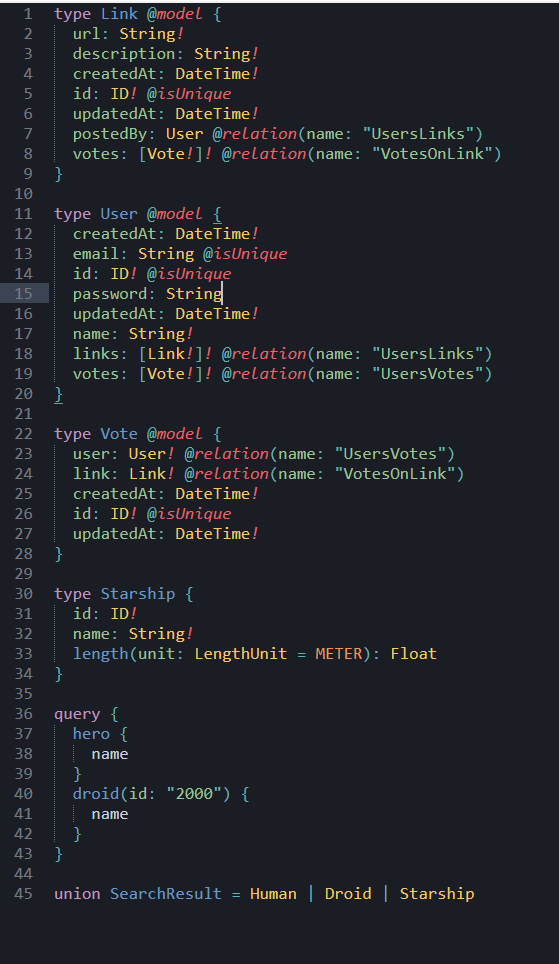 1 type Link @model {
2 url: String!
3 description: String!
4 createdAt: DateTime!
5 id: ID! @isUnique
6 updatedAt: DateTime!
7 postedBy: User @relation(name: "UsersLinks")
8 votes: [Vote!]! @relation(name: "VotesOnLink")
9 }
10
11 type User @model {
12 createdAt: DateTime!
13 email: String @isUnique
14 id: ID! @isUnique
15 password: String
16 updatedAt: DateTime!
17 name: String!
18 links: [Link!]! @relation(name: "UsersLinks")
19 votes: [Vote!]! @relation(name: "UsersVotes")
20 }
21
22 type Vote @model {
23 user: User! @relation(name: "UsersVotes")
24 link: Link! @relation(name: "VotesOnLink")
25 createdAt: DateTime!
26 id: ID! @isUnique
27 updatedAt: DateTime!
28 }
29
30 type Starship {
31 id: ID!
32 name: String!
33 length(unit: LengthUnit = METER): Float
34 }
35
36 query {
37 hero {
38 name
39 }
40 droid(id: "2000") {
41 name
42 }
43 }
44
45 union SearchResult = Human | Droid | Starship